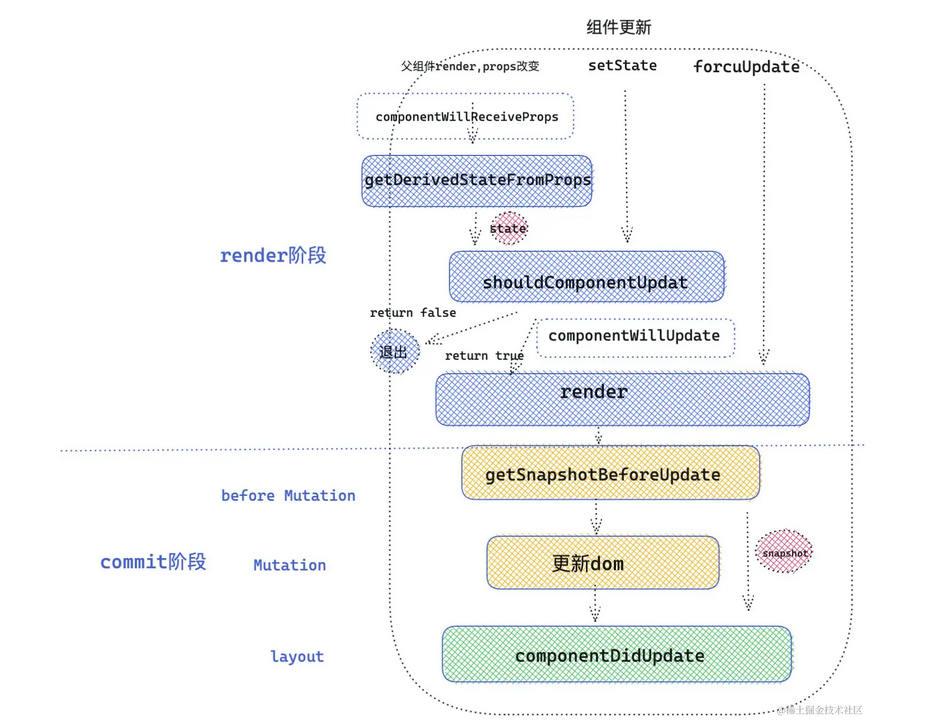 组件更新
父组件render,props改变
setState
forcuUpdate
componentWillReceiveProps
getDerivedStateFromProps
state
render阶段
shouldComponentUpdat
return false
componentWillUpdate
退出
return true
render
getSnapshotBeforeUpdate
before Mutation
snapshot
commit阶段
Mutation
更新dom
layout
componentDidUpdate
@稀土掘金技术社区